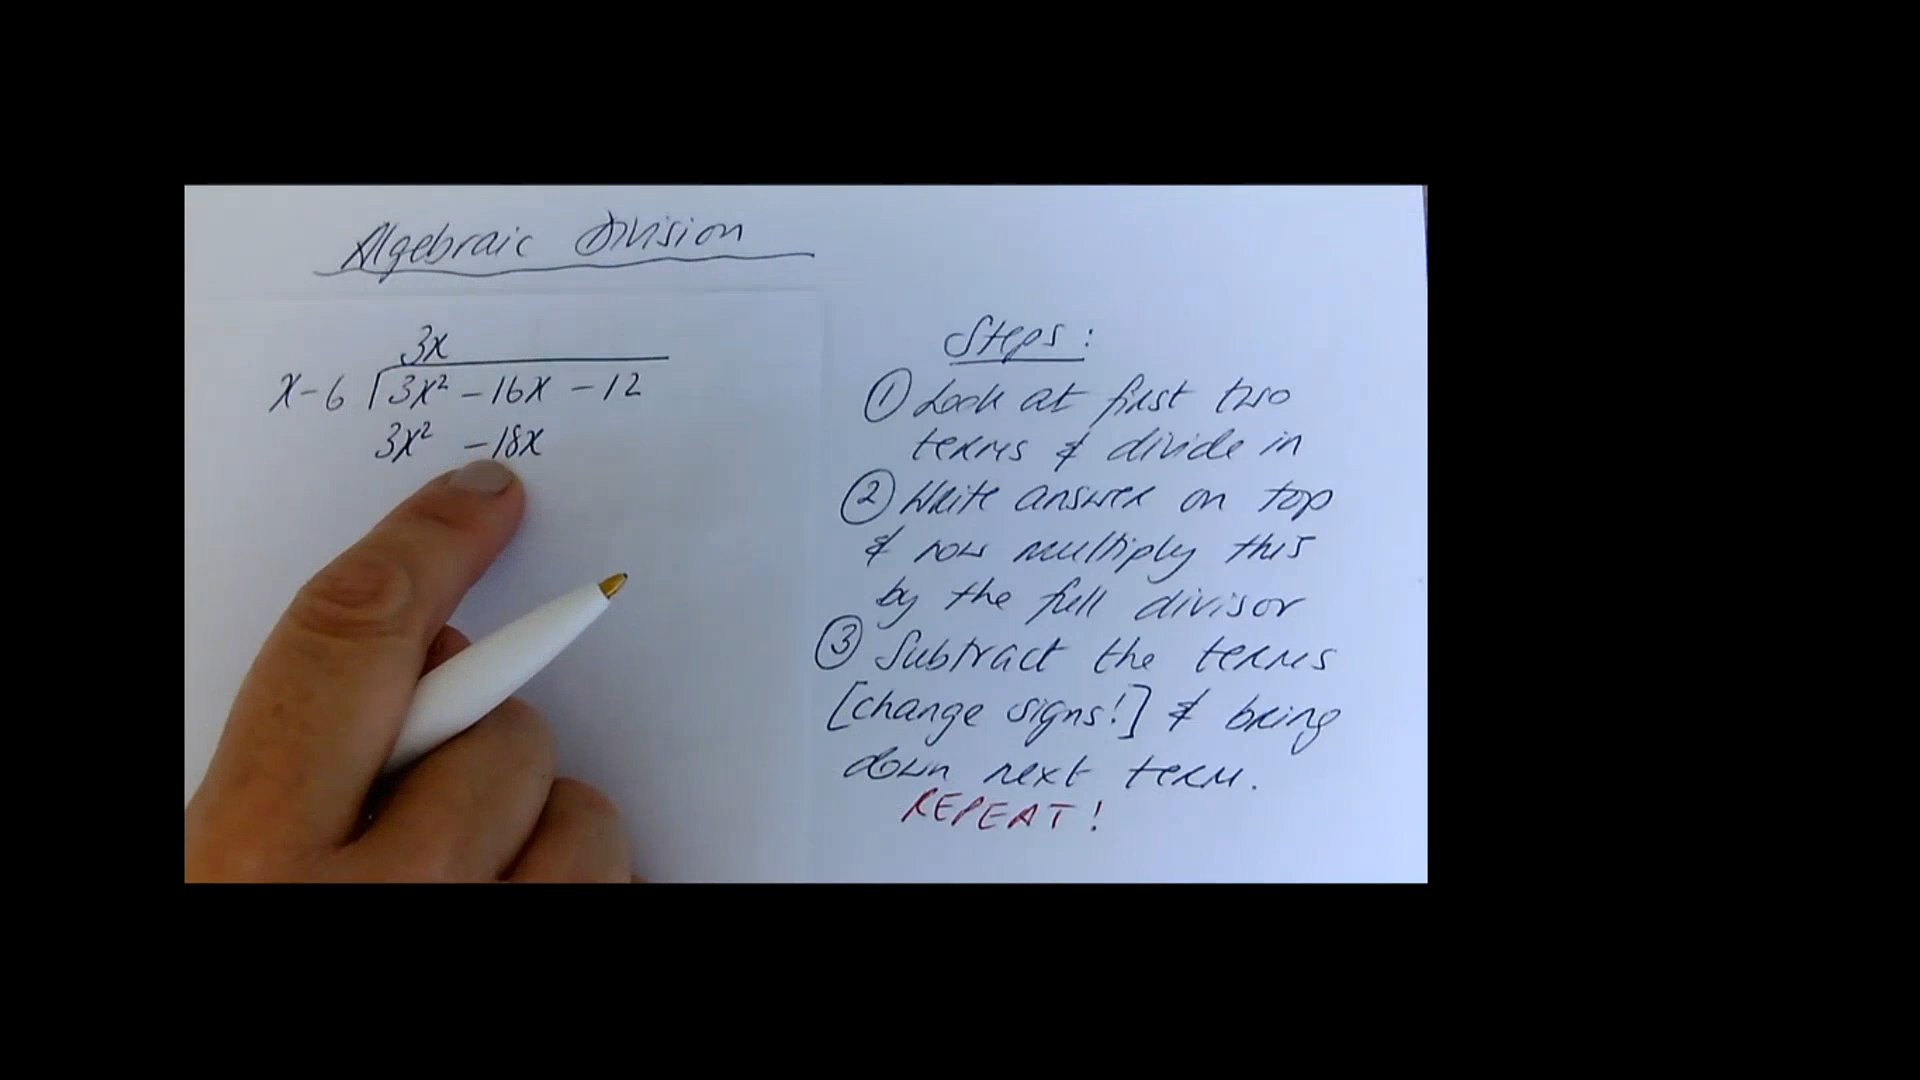 Algebraic Division
3x
x-6 3x² -16x -12
3x² -18x
Steps:
① Look at first two
terms & divide in
② Write answer on top
& now multiply this
by the full divisor
③ Subtract the terms
[change signs!] & bring
down next term.
REPEAT!